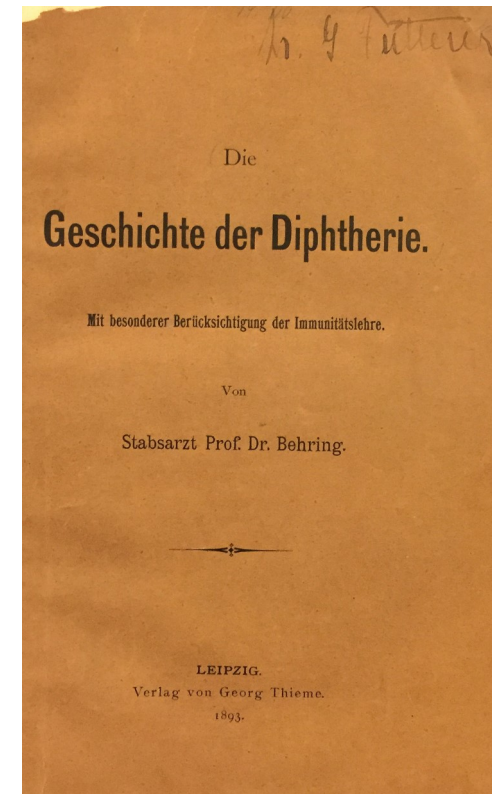 Dr. G
Die
Geschichte der Diphtherie.
Mit besonderer Berücksichtigung der Immunitätslehre.
Von
Stabsarzt Prof. Dr. Behring.
LEIPZIG.
Verlag von Georg Thieme.
1893.